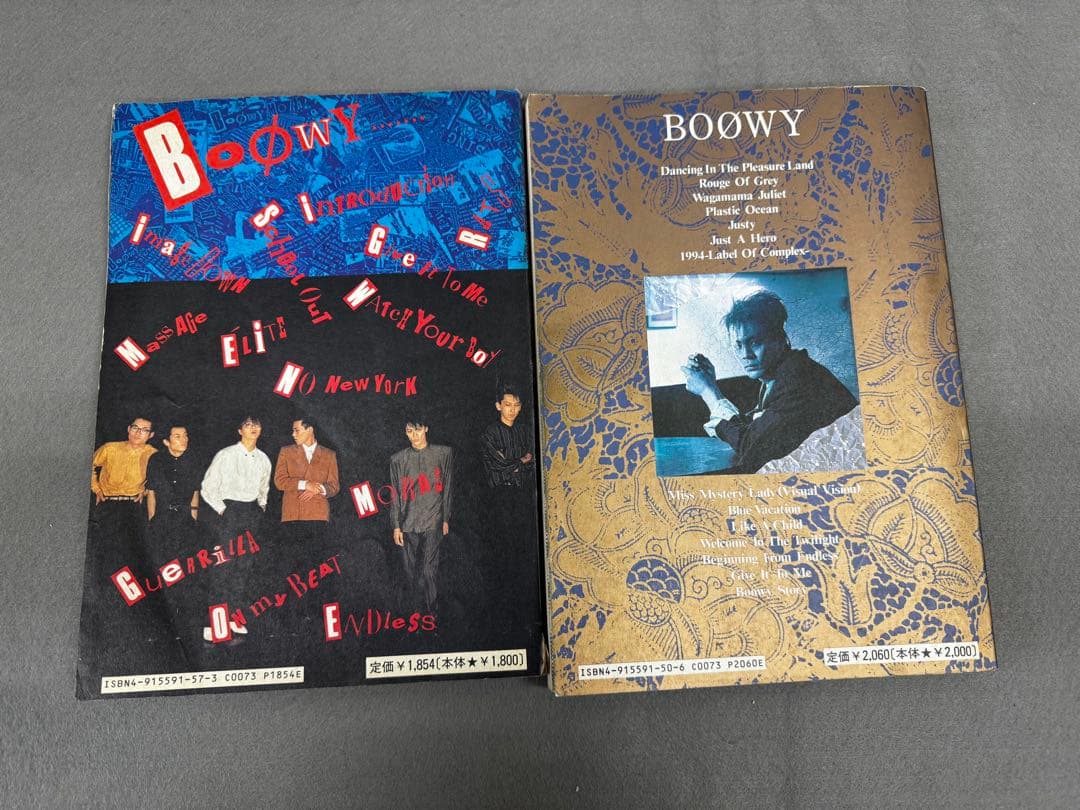 BOØWY
INTRODUCTION
RATS
IMAGE DOWN
SCHOOL OUT
GIVE IT TO ME
MASS AGE
ÉLITE
WATCH YOUR BOY
NO NEW YORK
MORAL
GUERRILLA
ON MY BEAT
ENDLESS
定価¥1,854〔本体★¥1,800〕
ISBN4-915591-57-3 C0073 P1854E
BOØWY
Dancing In The Pleasure Land
Rouge Of Grey
Wagamama Juliet
Plastic Ocean
Justy
Just A Hero
1994-Label Of Complex-
Miss Mystery Lady (Visual Vision)
Blue Vacation
Like A Child
Welcome In The Twilight
Beginning From Endless
Give It To Me
Boøwy Story
定価¥2,060〔本体★¥2,000〕
ISBN4-915591-50-6 C0073 P2060E